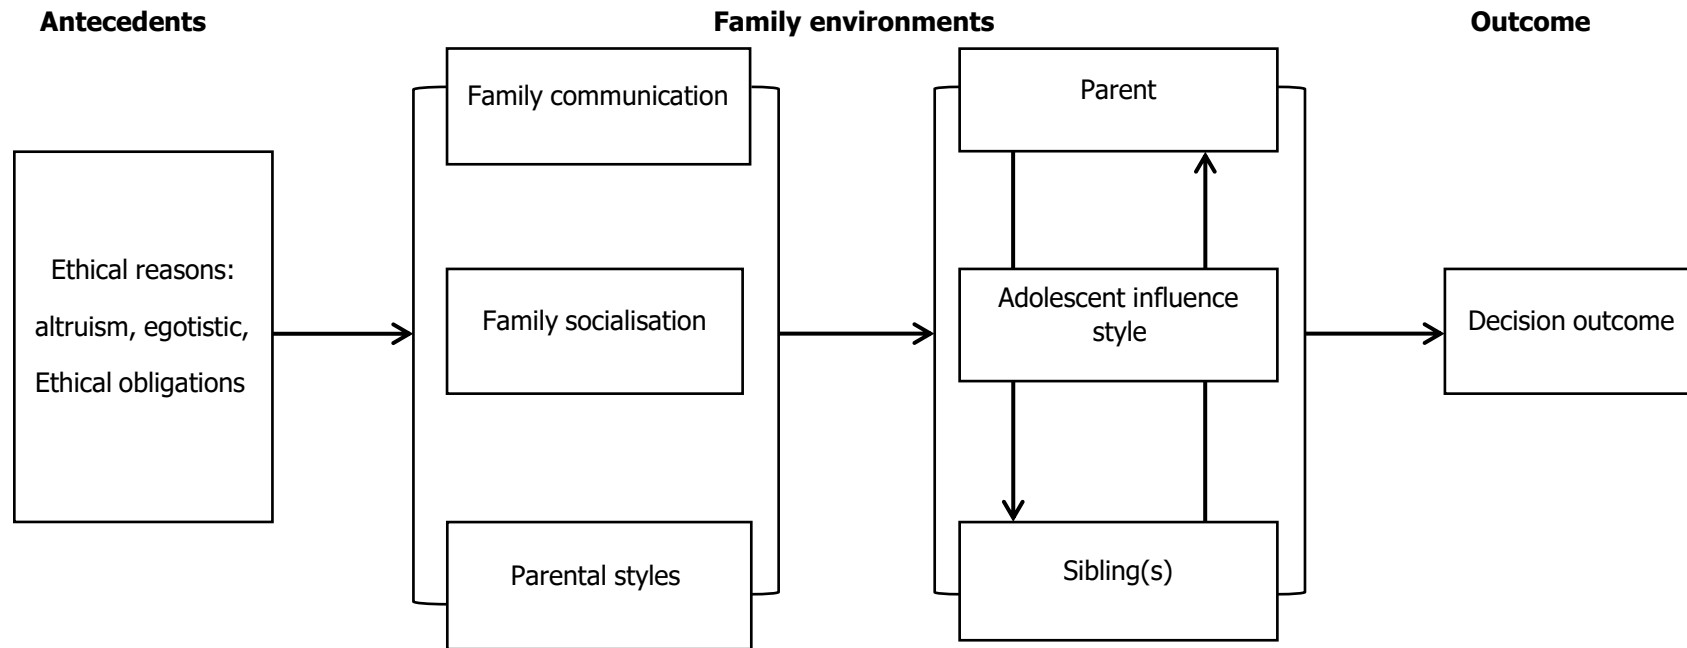 Antecedents
Family environments
Outcome
Ethical reasons:
altruism, egotistic,
Ethical obligations
Family communication
Family socialisation
Parental styles
Parent
Adolescent influence
style
Sibling(s)
Decision outcome